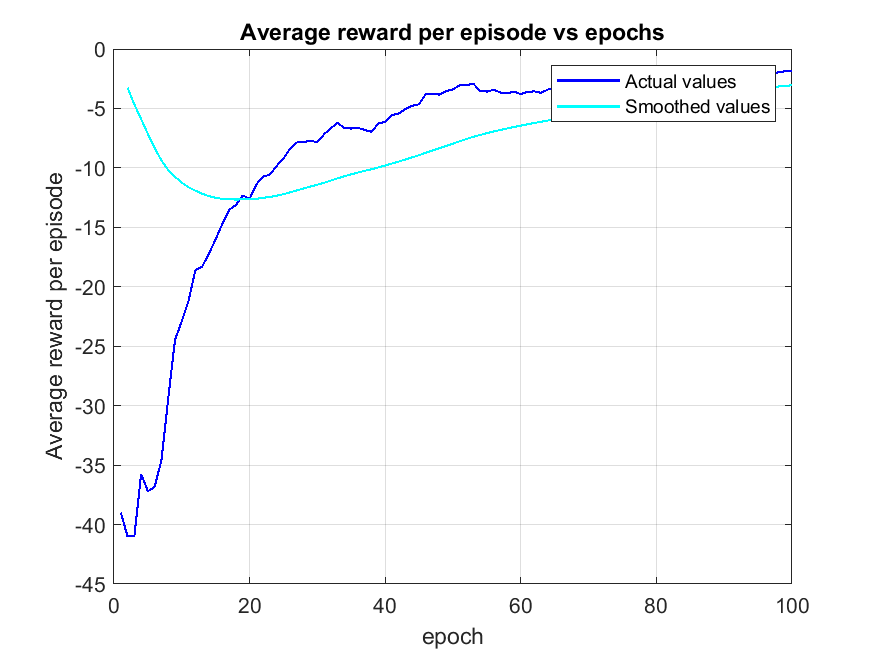 Average reward per episode vs epochs
Actual values
Smoothed values
Average reward per episode
0
-5
-10
-15
-20
-25
-30
-35
-40
-45
0 20 40 60 80 100
epoch